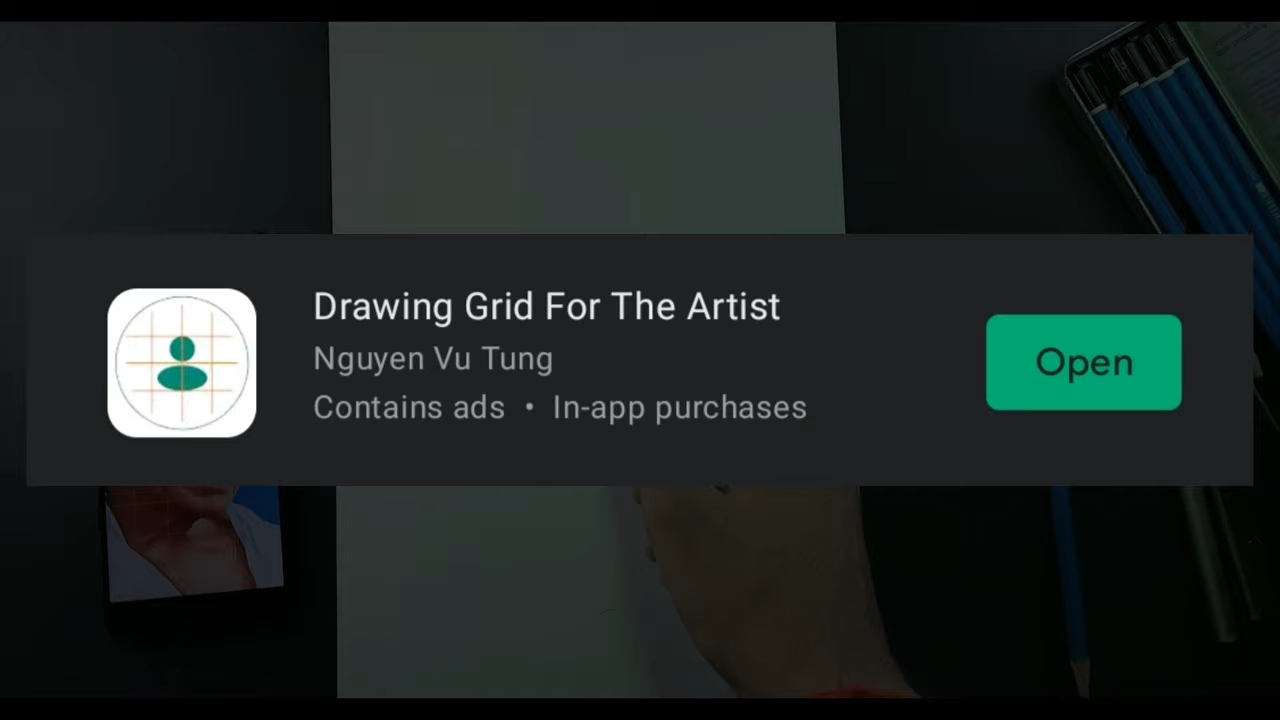 Drawing Grid For The Artist
Nguyen Vu Tung
Contains ads • In-app purchases
Open